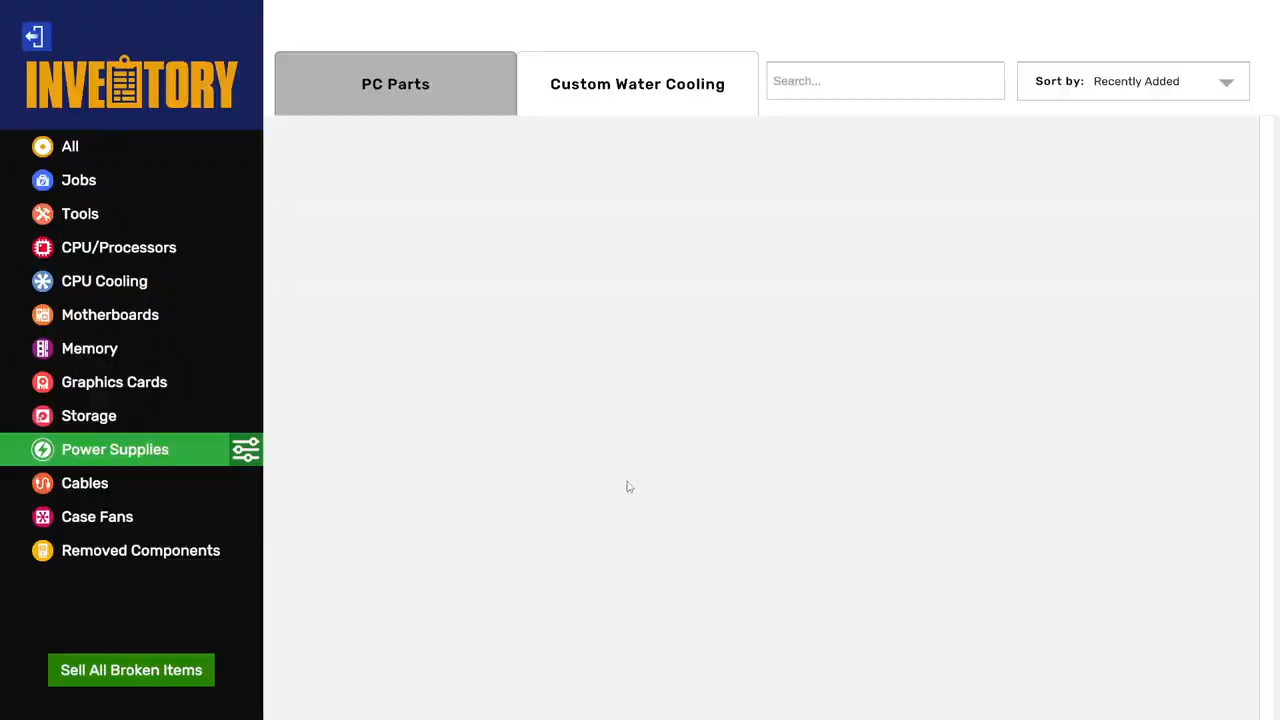 INVENTORY
PC Parts
Custom Water Cooling
Search...
Sort by: Recently Added
All
Jobs
Tools
CPU/Processors
CPU Cooling
Motherboards
Memory
Graphics Cards
Storage
Power Supplies
Cables
Case Fans
Removed Components
Sell All Broken Items